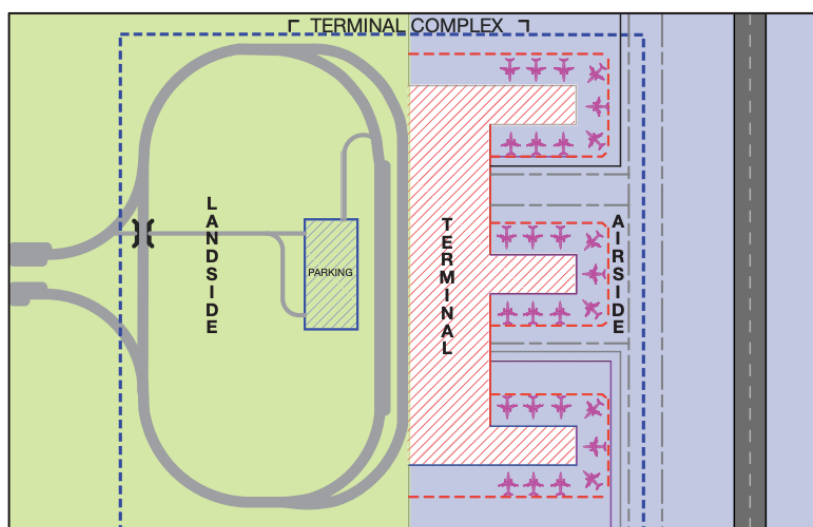 TERMINAL COMPLEX
LANDSIDE
PARKING
TERMINAL
AIRSIDE